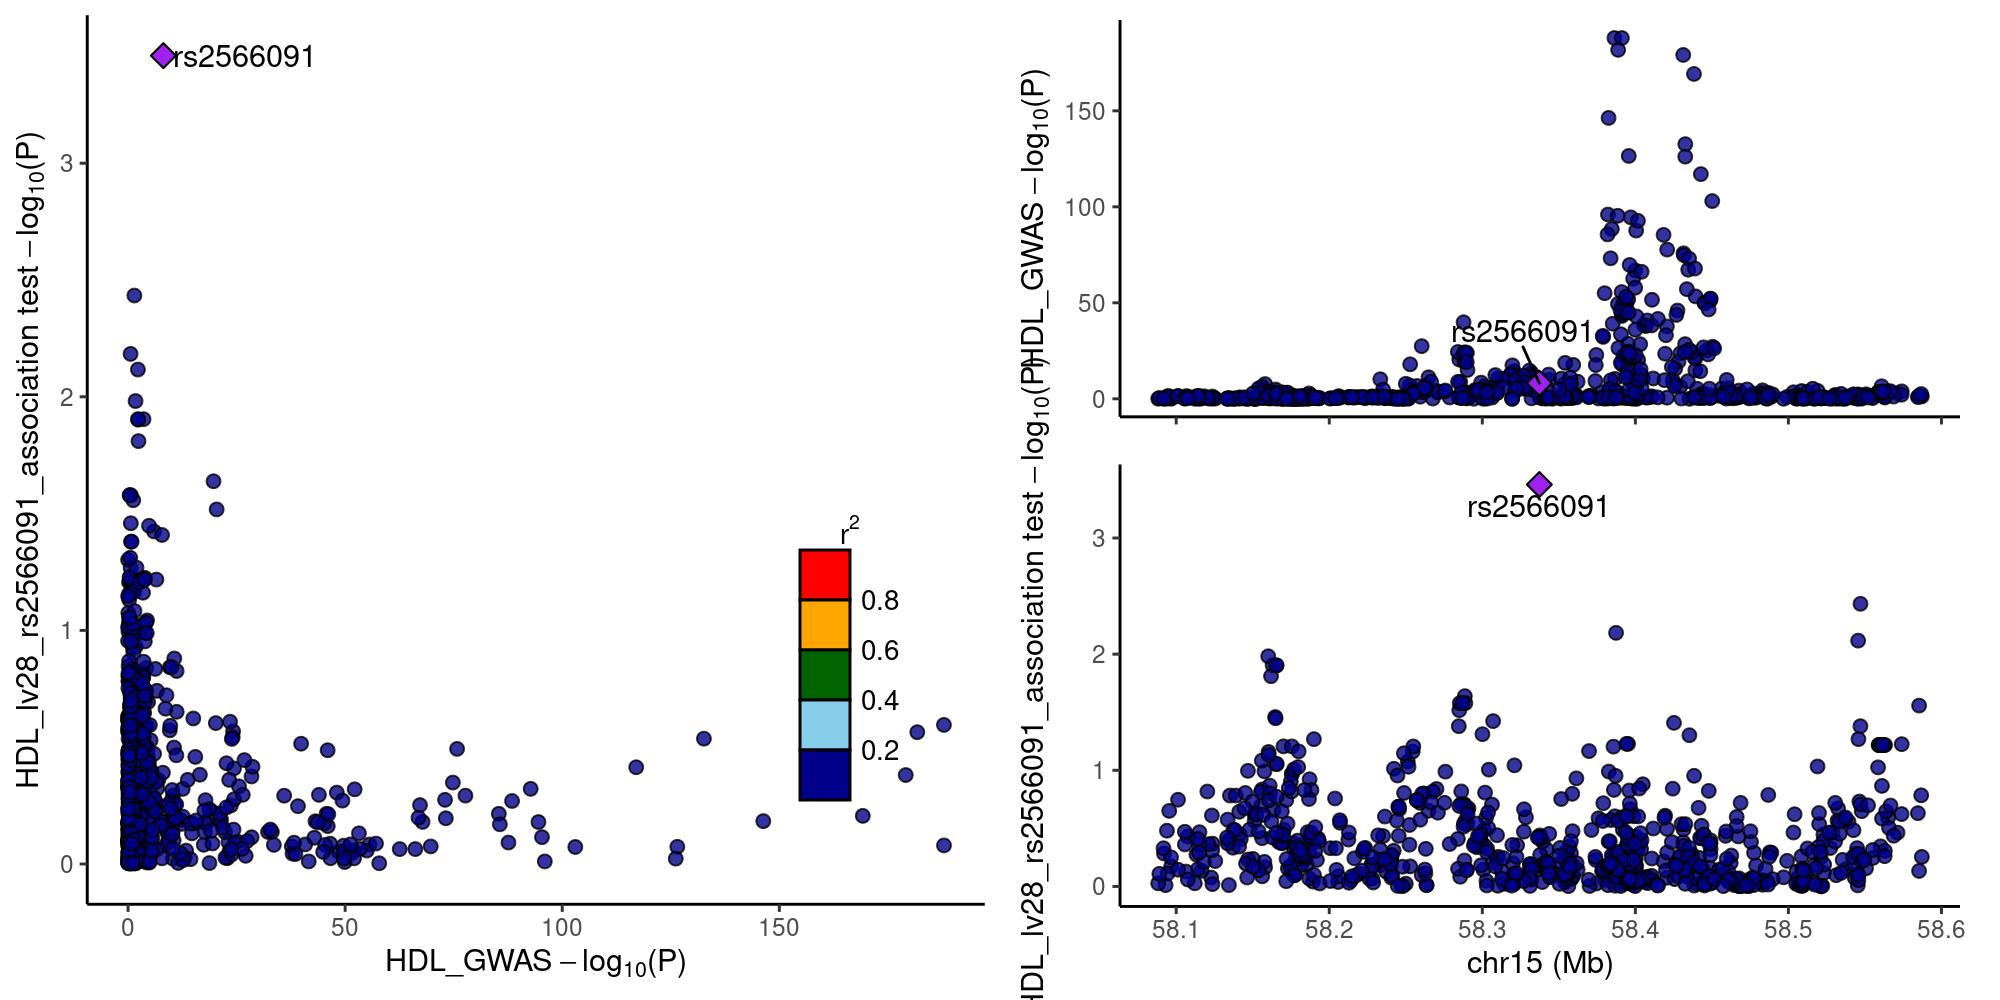 rs2566091
HDL_lv28_rs2566091_association test −log10(P)
3
2
1
0
0
50
100
150
HDL_GWAS −log10(P)
r2
0.8
0.6
0.4
0.2
HDL_GWAS −log10(P)
150
100
50
0
rs2566091
HDL_lv28_rs2566091_association test −log10(P)
3
2
1
0
rs2566091
58.1
58.2
58.3
58.4
58.5
58.6
chr15 (Mb)